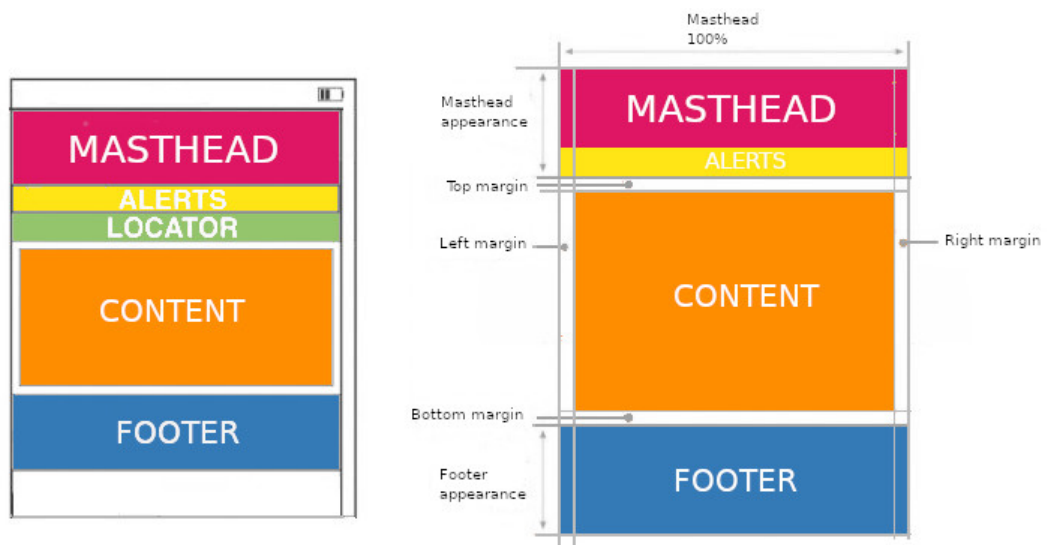 MASTHEAD
ALERTS
LOCATOR
CONTENT
FOOTER
Masthead
100%
Masthead
appearance
MASTHEAD
ALERTS
Top margin
Left margin
Right margin
CONTENT
Bottom margin
Footer
appearance
FOOTER